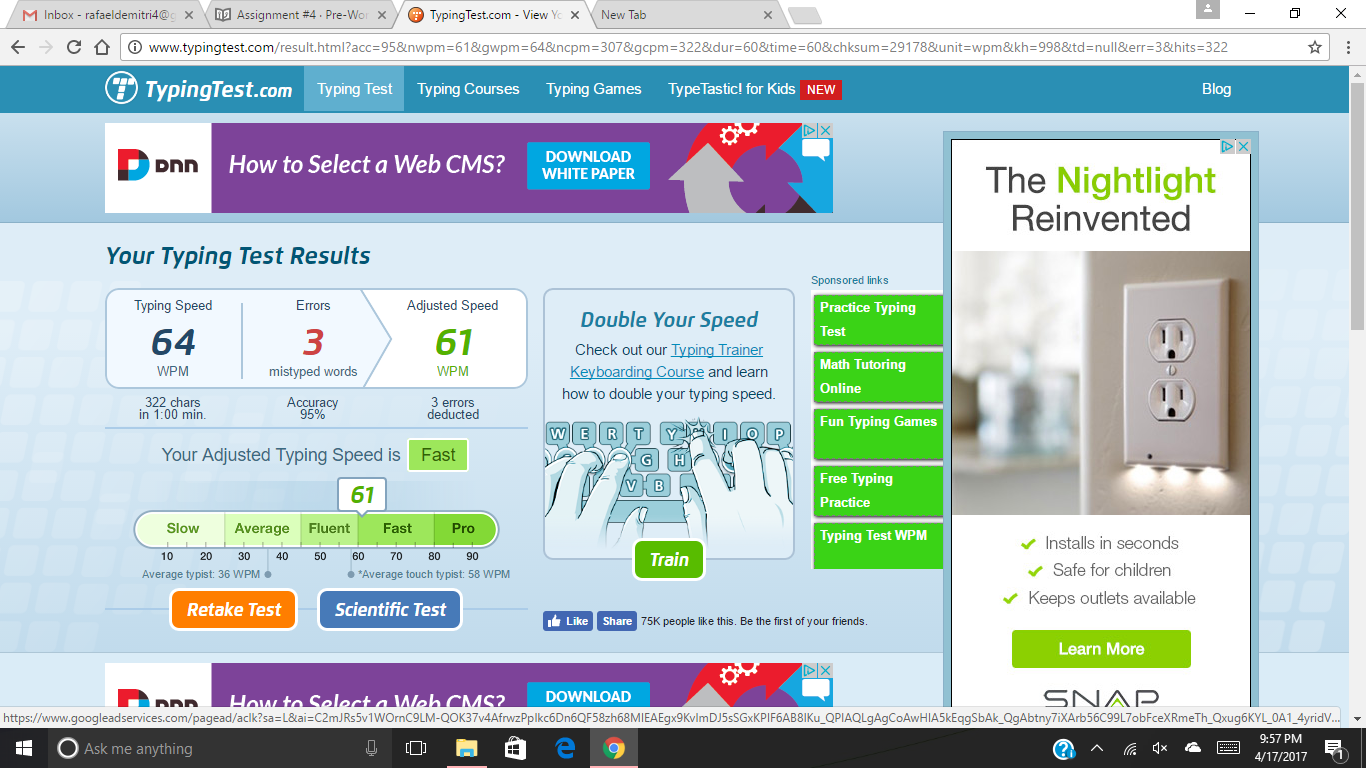 Inbox - rafaeldemitri4@g
Assignment #4 · Pre-Wor
TypingTest.com - View Yo
New Tab
www.typingtest.com/result.html?acc=95&nwpm=61&gwpm=64&ncpm=307&gcpm=322&dur=60&time=60&chksum=29178&unit=wpm&kh=998&td=null&err=3&hits=322
TypingTest.com
Typing Test
Typing Courses
Typing Games
TypeTastic! for Kids NEW
Blog
DNN
How to Select a Web CMS?
DOWNLOAD
WHITE PAPER
The Nightlight
Reinvented
Your Typing Test Results
Typing Speed
64
WPM
Errors
3
mistyped words
Adjusted Speed
61
WPM
322 chars
in 1:00 min.
Accuracy
95%
3 errors
deducted
Your Adjusted Typing Speed is Fast
61
Slow Average Fluent Fast Pro
10 20 30 40 50 60 70 80 90
Average typist: 36 WPM
*Average touch typist: 58 WPM
Retake Test
Scientific Test
Double Your Speed
Check out our Typing Trainer
Keyboarding Course and learn
how to double your typing speed.
W E R T Y I O P
G H
V B
Train
Like
Share
75K people like this. Be the first of your friends.
Sponsored links
Practice Typing
Test
Math Tutoring
Online
Fun Typing Games
Free Typing
Practice
Typing Test WPM
Installs in seconds
Safe for children
Keeps outlets available
Learn More
SNAP
DNN
How to Select a Web CMS?
DOWNLOAD
Ask me anything
9:57 PM
4/17/2017
1